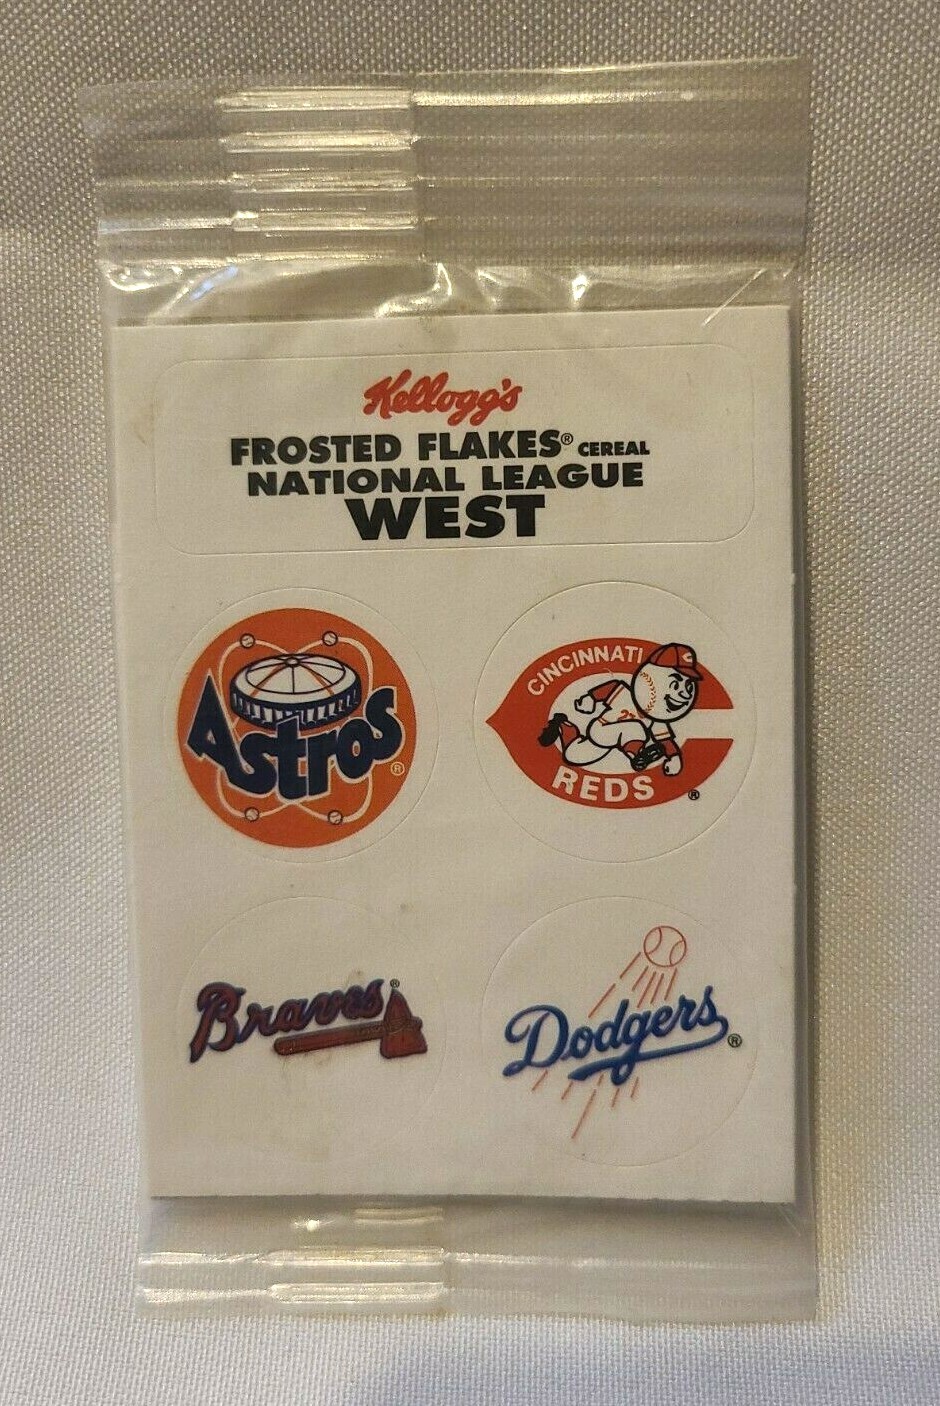 Kellogg's
FROSTED FLAKES® CEREAL
NATIONAL LEAGUE
WEST
Astros ®
CINCINNATI
REDS ®
Braves ®
Dodgers ®